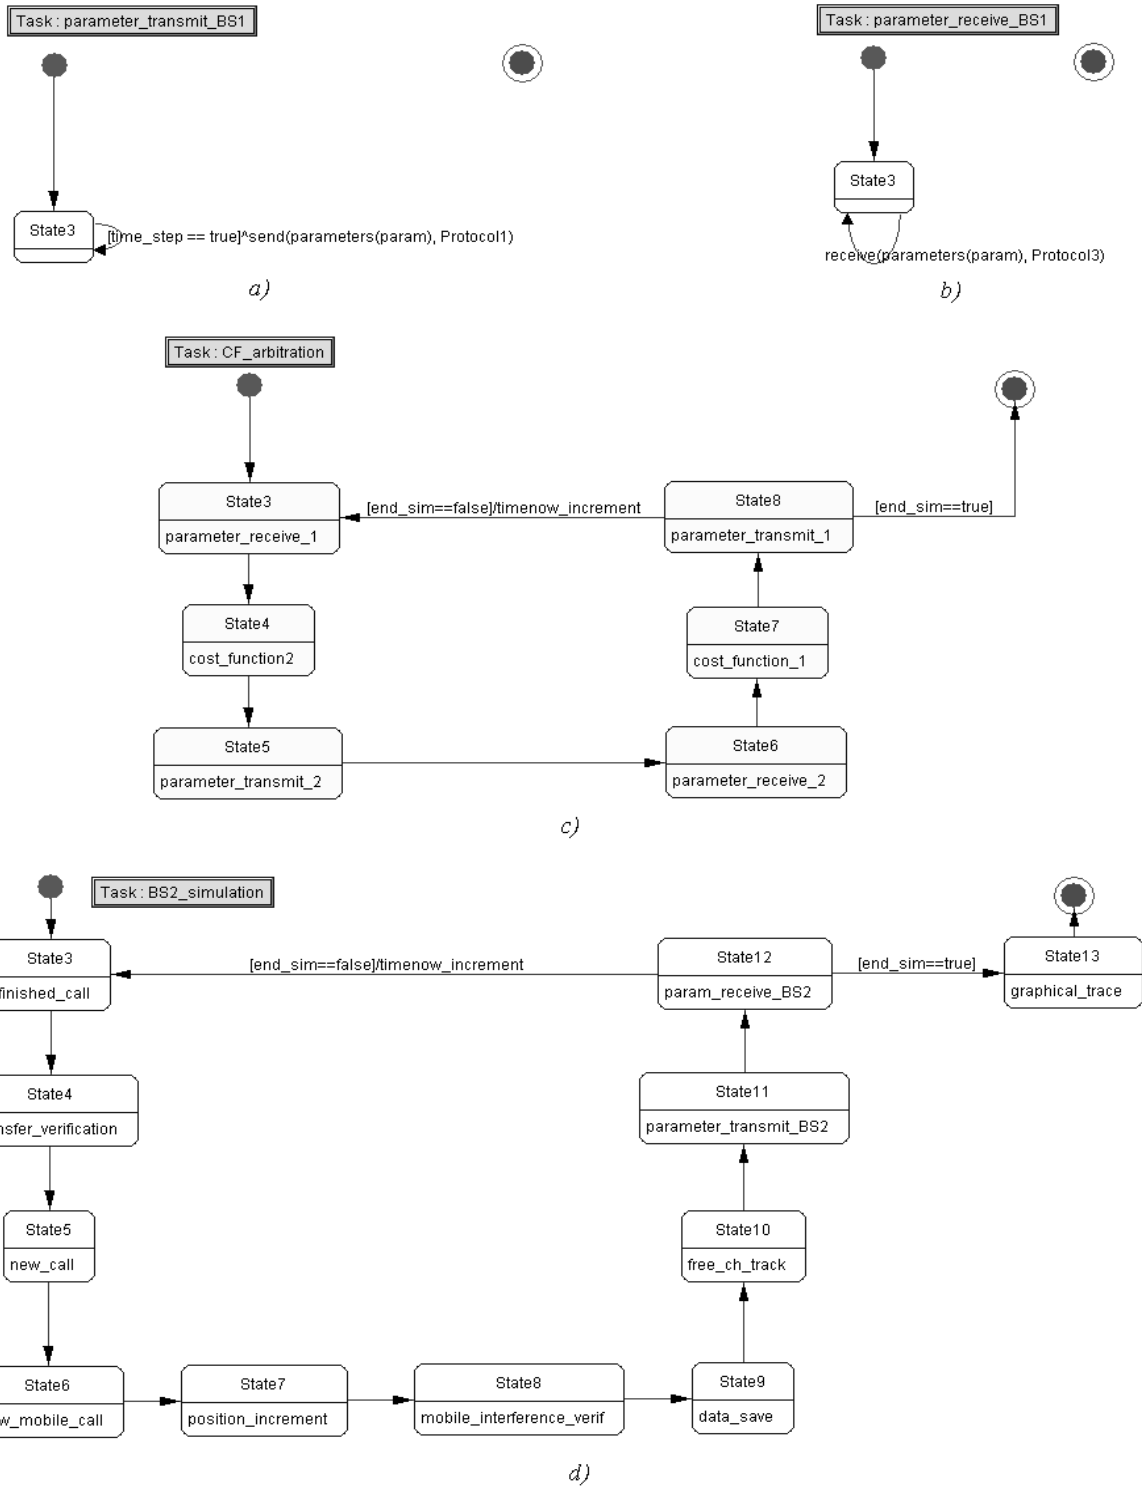 Task : parameter_transmit_BS1
Task : parameter_receive_BS1
State3
[time_step == true]^send(parameters(param), Protocol1)
State3
receive(parameters(param), Protocol3)
a)
b)
Task : CF_arbitration
State3
parameter_receive_1
[end_sim==false]/timenow_increment
State8
parameter_transmit_1
[end_sim==true]
State4
cost_function2
State7
cost_function_1
State5
parameter_transmit_2
State6
parameter_receive_2
c)
Task : BS2_simulation
State3
finished_call
[end_sim==false]/timenow_increment
State12
param_receive_BS2
[end_sim==true]
State13
graphical_trace
State4
nsfer_verification
State11
parameter_transmit_BS2
State5
new_call
State10
free_ch_track
State6
w_mobile_call
State7
position_increment
State8
mobile_interference_verif
State9
data_save
d)